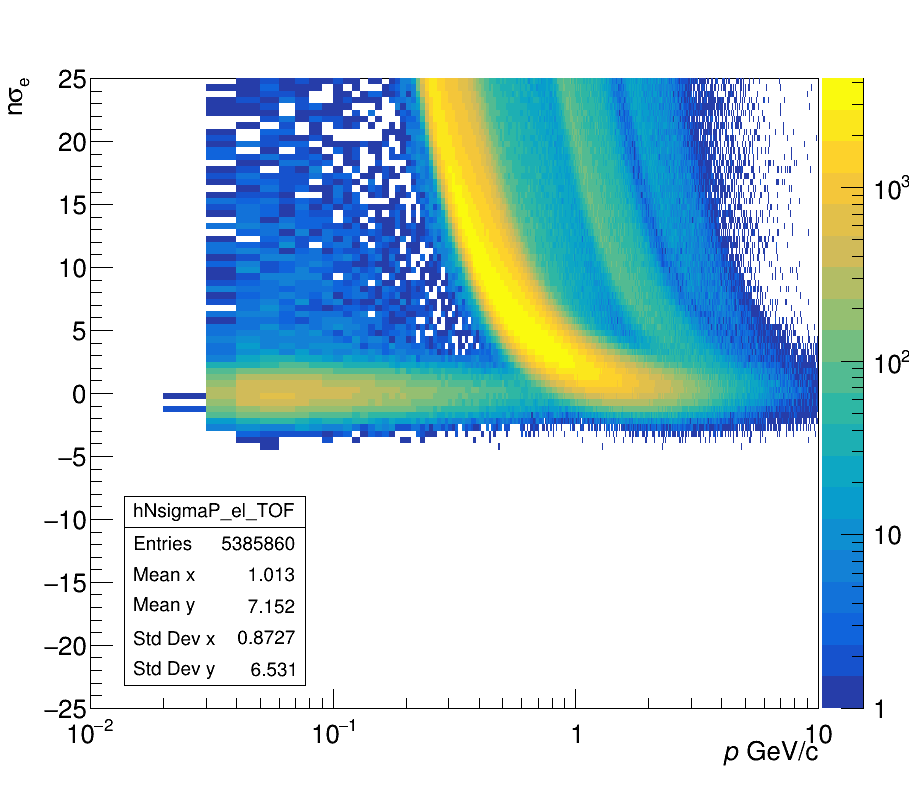 nσe
25
20
15
10
5
0
−5
−10
−15
−20
−25
hNsigmaP_el_TOF
Entries 5385860
Mean x 1.013
Mean y 7.152
Std Dev x 0.8727
Std Dev y 6.531
10−2
10−1
1
10
p GeV/c
103
102
10
1